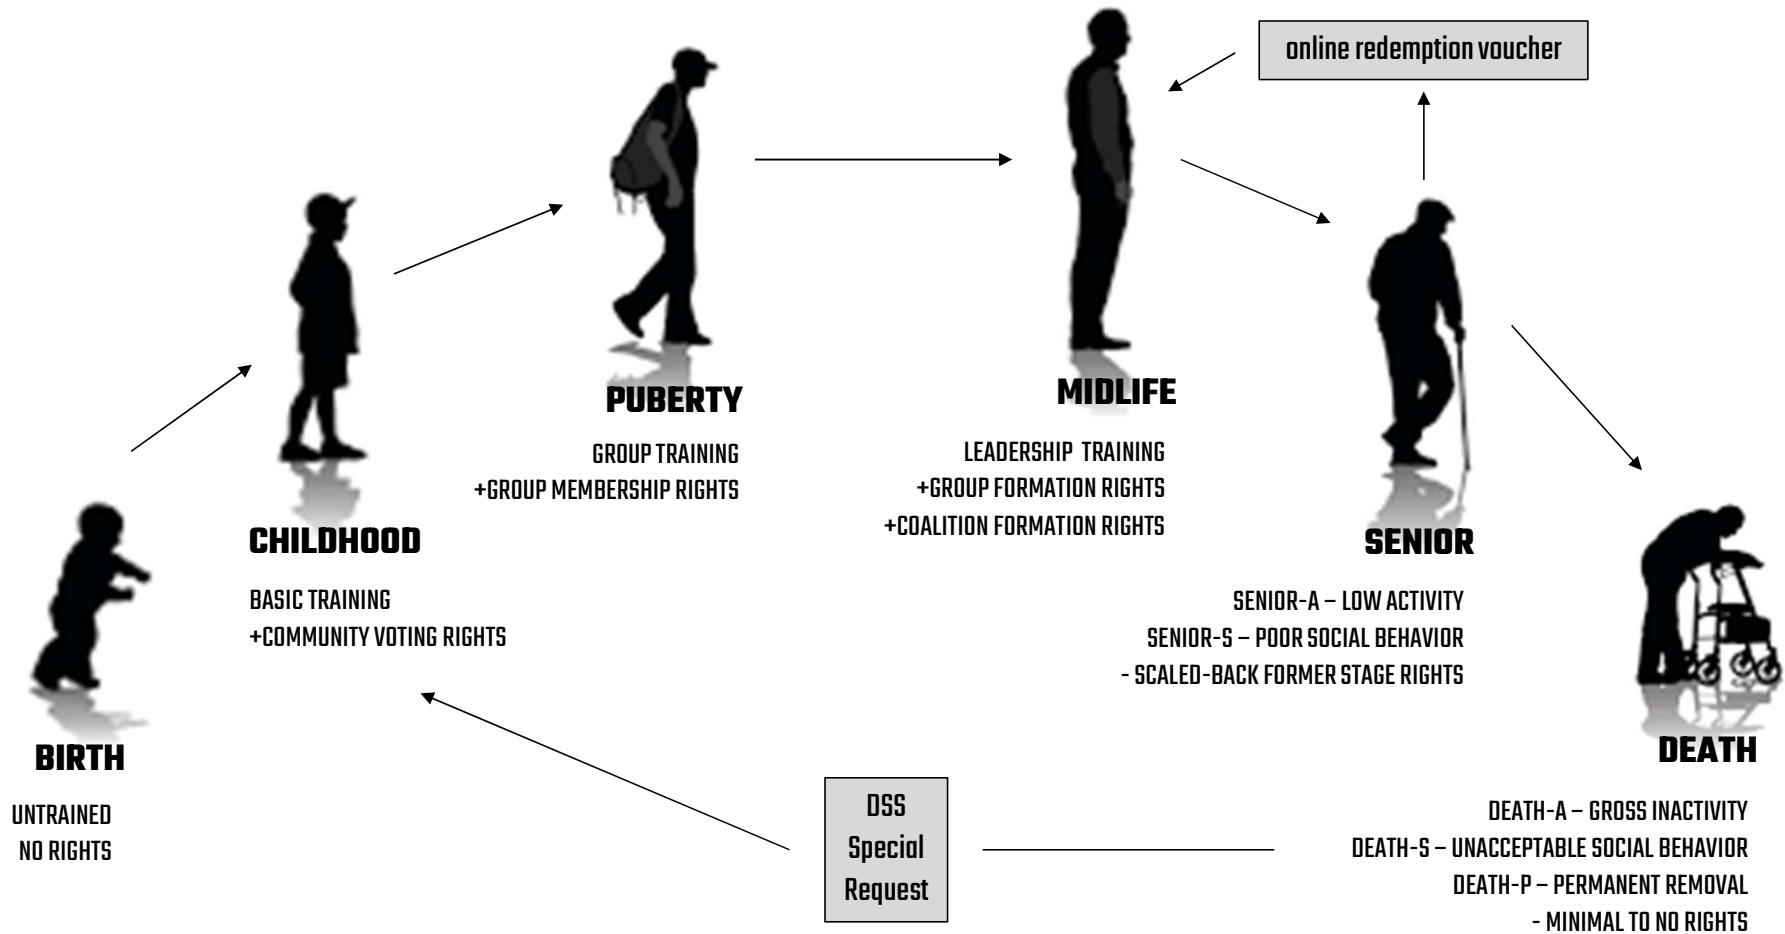 online redemption voucher
PUBERTY
GROUP TRAINING
+GROUP MEMBERSHIP RIGHTS
MIDLIFE
LEADERSHIP TRAINING
+GROUP FORMATION RIGHTS
+COALITION FORMATION RIGHTS
CHILDHOOD
BASIC TRAINING
+COMMUNITY VOTING RIGHTS
SENIOR
SENIOR-A – LOW ACTIVITY
SENIOR-S – POOR SOCIAL BEHAVIOR
- SCALED-BACK FORMER STAGE RIGHTS
BIRTH
UNTRAINED
NO RIGHTS
DSS
Special
Request
DEATH
DEATH-A – GROSS INACTIVITY
DEATH-S – UNACCEPTABLE SOCIAL BEHAVIOR
DEATH-P – PERMANENT REMOVAL
- MINIMAL TO NO RIGHTS